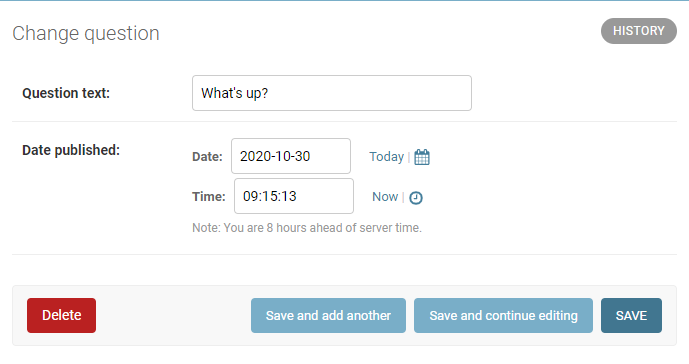 Change question
HISTORY
Question text: What's up?
Date published: Date: 2020-10-30 Today |
Time: 09:15:13 Now |
Note: You are 8 hours ahead of server time.
Delete Save and add another Save and continue editing SAVE